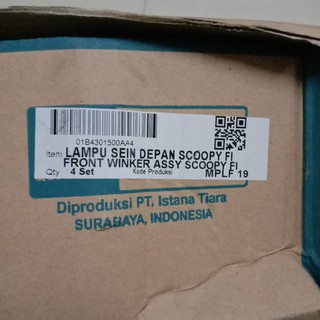 01B4301500AA4
Item LAMPU SEIN DEPAN SCOOPY FI
FRONT WINKER ASSY SCOOPY FI
Qty 4 Set Kode Produksi MPLF 19
Diproduksi PT, Istana Tiara
SURABAYA, INDONESIA